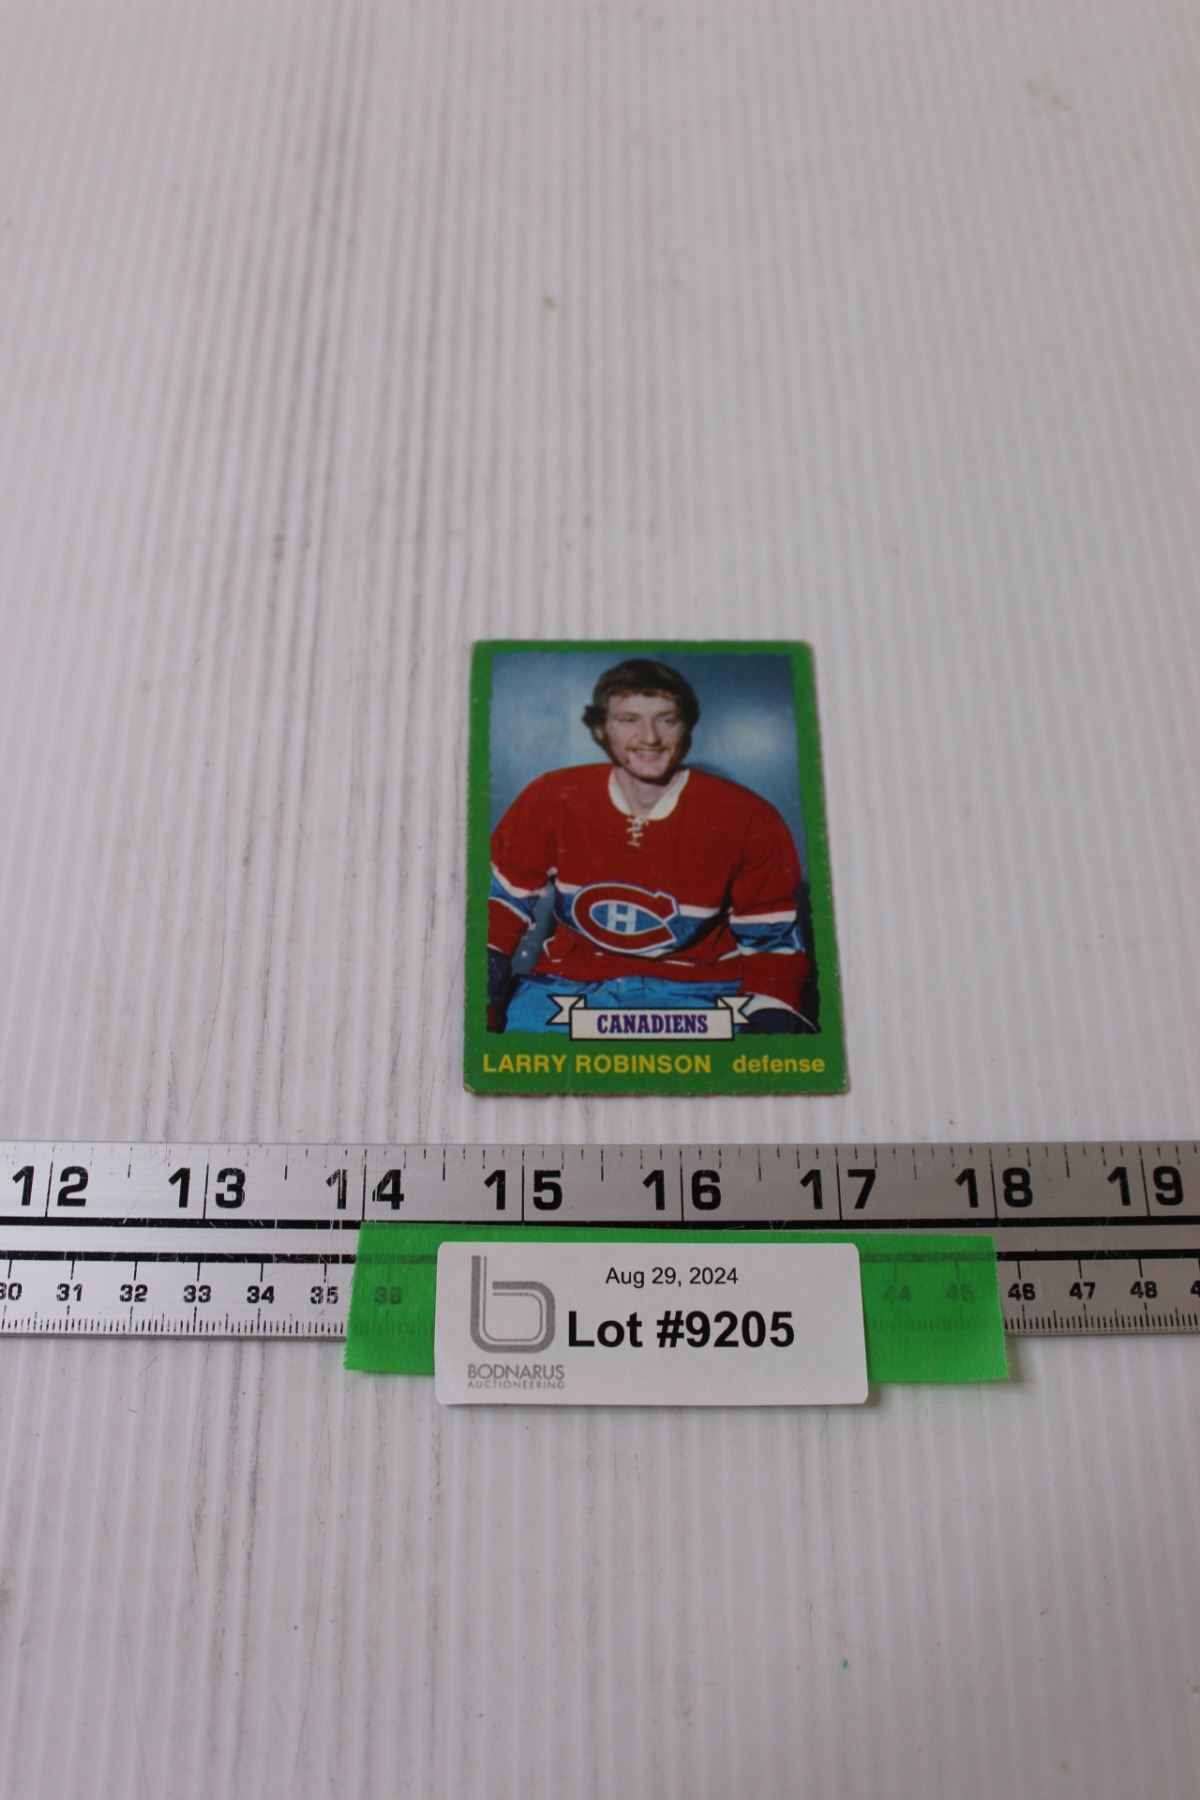 CANADIENS
LARRY ROBINSON defense
12 13 14 15 16 17 18 19
30 31 32 33 34 35 36 44 45 46 47 48
Aug 29, 2024
b Lot #9205
BODNARUS
AUCTIONEERING